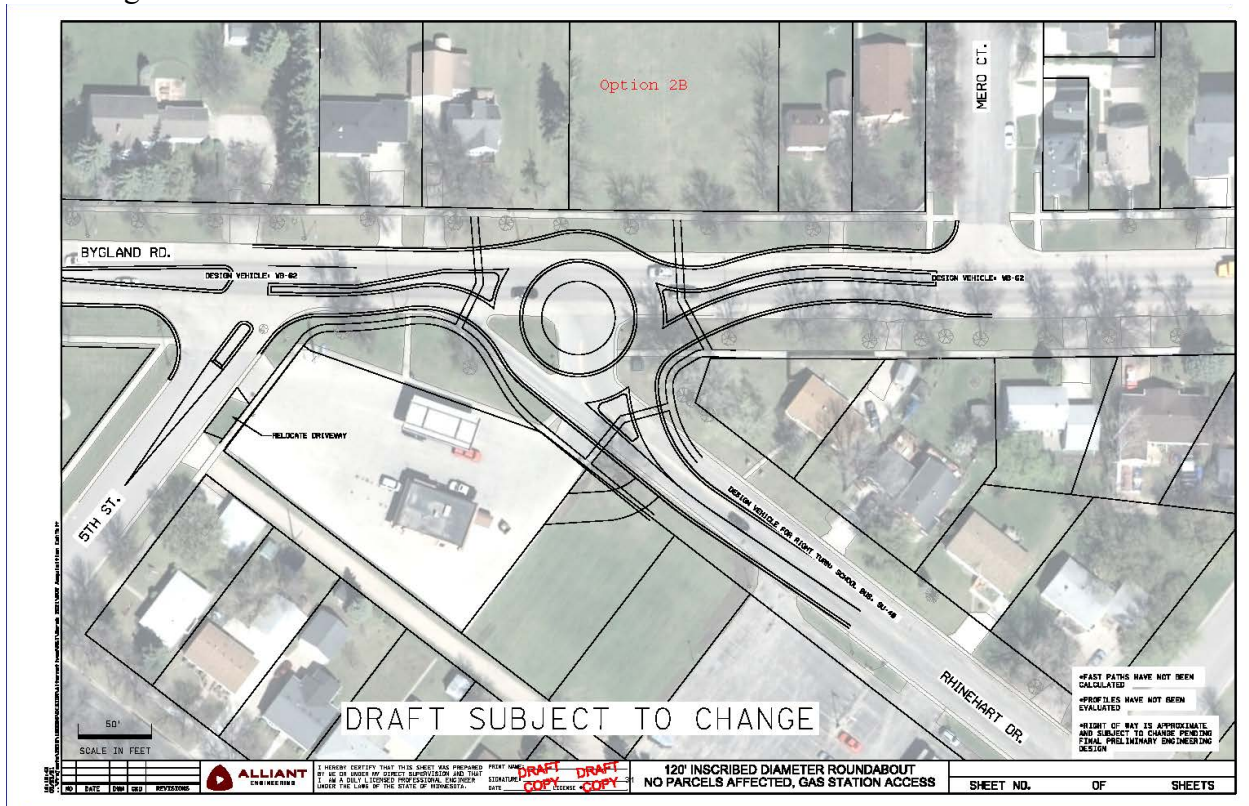 Option 2B
MERO CT.
BYGLAND RD.
DESIGN VEHICLE: WB-62
DESIGN VEHICLE: WB-62
RELOCATE DRIVEWAY
5TH ST.
DESIGN VEHICLE FOR RIGHT TURN: SCHOOL BUS, SU-40
RHINEHART DR.
*FAST PATHS HAVE NOT BEEN
CALCULATED
*PROFILES HAVE NOT BEEN
EVALUATED
*RIGHT OF WAY IS APPROXIMATE
AND SUBJECT TO CHANGE PENDING
FINAL PRELIMINARY ENGINEERING
DESIGN
50'
SCALE IN FEET
DRAFT SUBJECT TO CHANGE
NO DATE DWN CKD REVISIONS
ALLIANT
ENGINEERING
I HEREBY CERTIFY THAT THIS SHEET WAS PREPARED
BY ME OR UNDER MY DIRECT SUPERVISION AND THAT
I AM A DULY LICENSED PROFESSIONAL ENGINEER
UNDER THE LAWS OF THE STATE OF MINNESOTA.
PRINT NAME:
SIGNATURE:
DATE LICENSE #
DRAFT COPY
DRAFT COPY
120' INSCRIBED DIAMETER ROUNDABOUT
NO PARCELS AFFECTED, GAS STATION ACCESS
SHEET NO. OF SHEETS